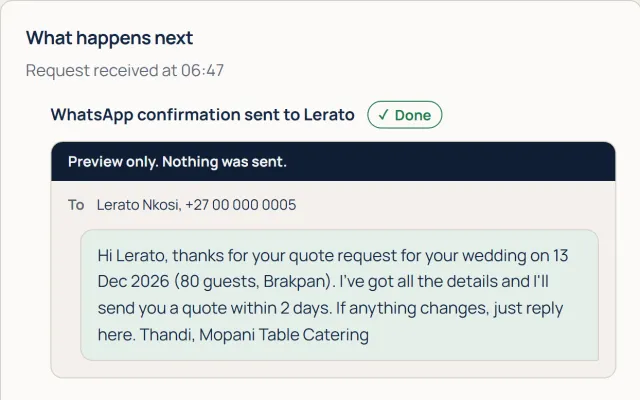 What happens next
Request received at 06:47
WhatsApp confirmation sent to Lerato ✓ Done
Preview only. Nothing was sent.
To Lerato Nkosi, +27 00 000 0005
Hi Lerato, thanks for your quote request for your wedding on 13
Dec 2026 (80 guests, Brakpan). I've got all the details and I'll
send you a quote within 2 days. If anything changes, just reply
here. Thandi, Mopani Table Catering